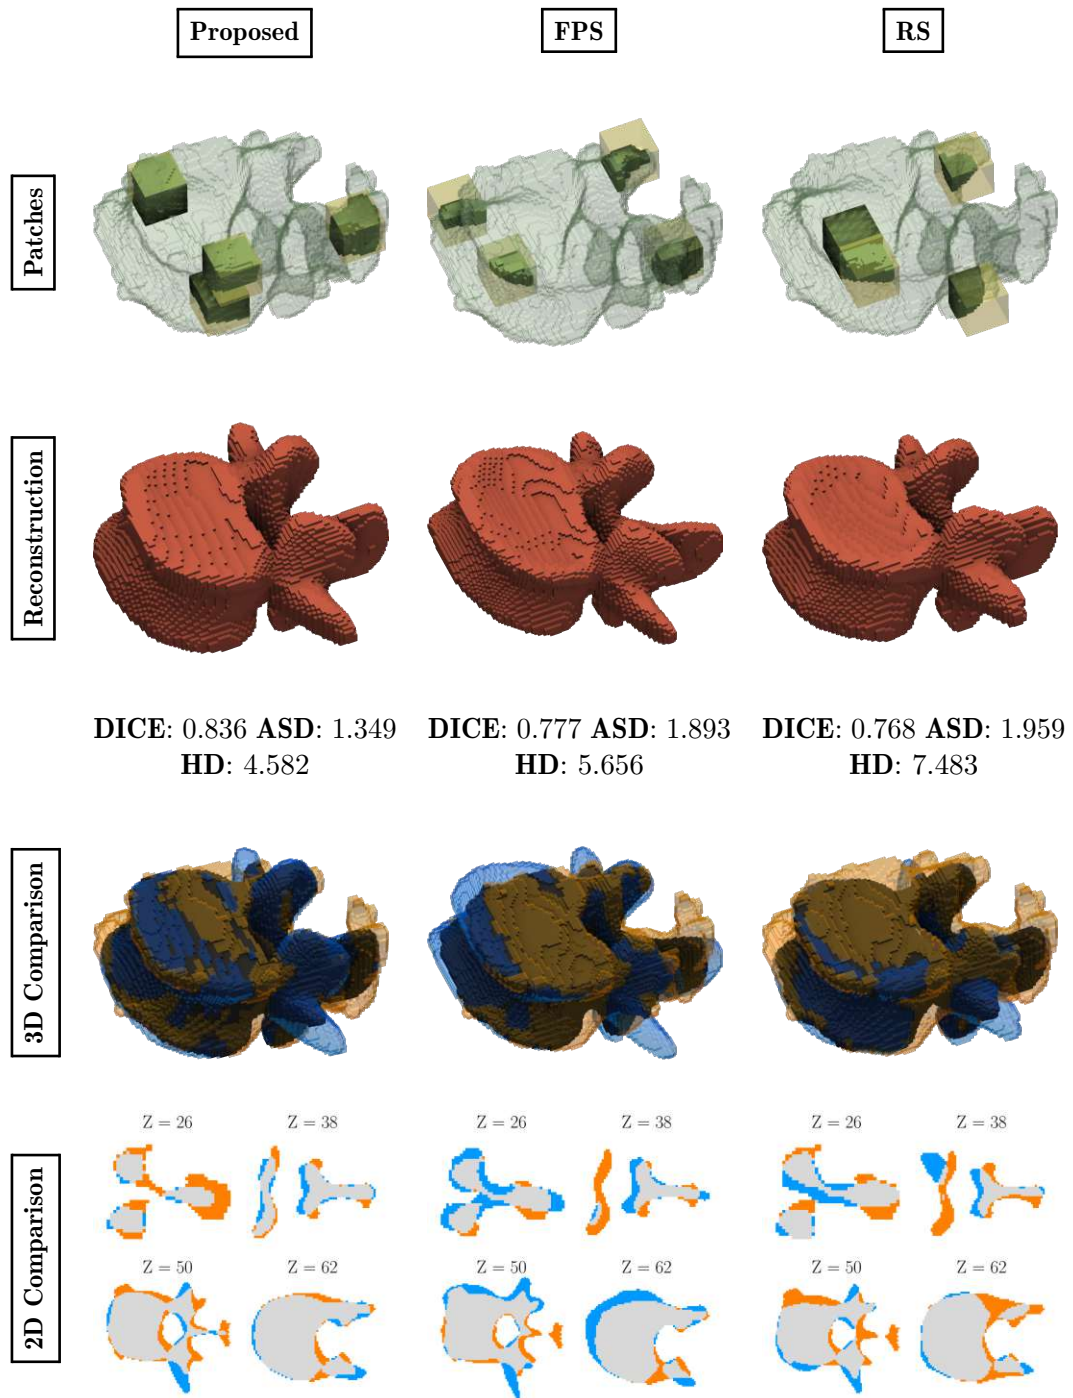 Proposed FPS RS
Patches
Reconstruction
DICE: 0.836 ASD: 1.349
HD: 4.582
DICE: 0.777 ASD: 1.893
HD: 5.656
DICE: 0.768 ASD: 1.959
HD: 7.483
3D Comparison
2D Comparison
Z = 26 Z = 38 Z = 26 Z = 38 Z = 26 Z = 38
Z = 50 Z = 62 Z = 50 Z = 62 Z = 50 Z = 62